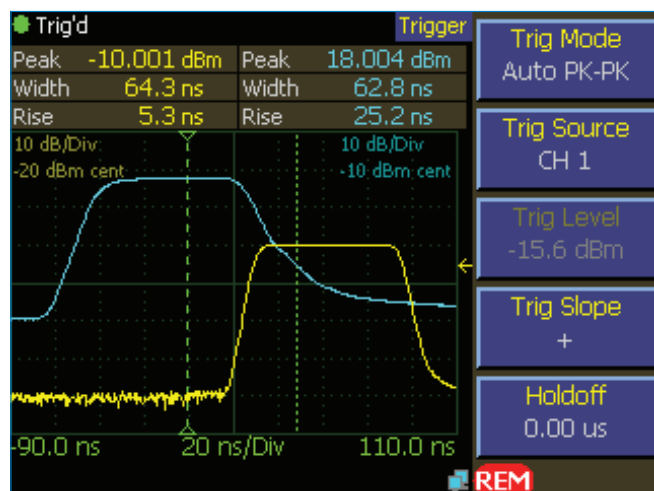 Trig'd
Trigger
Peak -10.001 dBm Peak 18.004 dBm
Width 64.3 ns Width 62.8 ns
Rise 5.3 ns Rise 25.2 ns
10 dB/Div 10 dB/Div
-20 dBm cent -10 dBm cent
-90.0 ns 20 ns/Div 110.0 ns
Trig Mode
Auto PK-PK
Trig Source
CH 1
Trig Level
-15.6 dBm
Trig Slope
+
Holdoff
0.00 us
REM